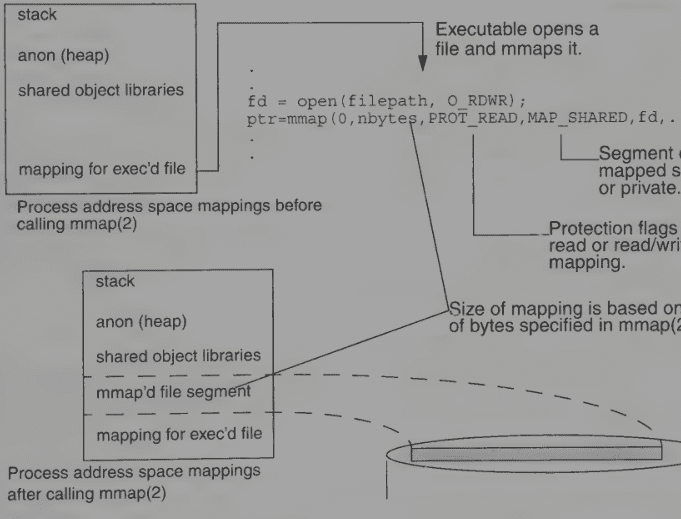 stack
anon (heap)
shared object libraries
mapping for exec'd file
Process address space mappings before
calling mmap(2)
Executable opens a
file and mmaps it.
.
.
fd = open(filepath, O_RDWR);
ptr=mmap(0,nbytes,PROT_READ,MAP_SHARED,fd,.
.
.
Segment
mapped
or private.
Protection flags
read or
mapping.
Size of mapping is based on
of bytes specified in mmap(2
stack
anon (heap)
shared object libraries
mmap'd file segment
mapping for exec'd file
Process address space mappings
after calling mmap(2)